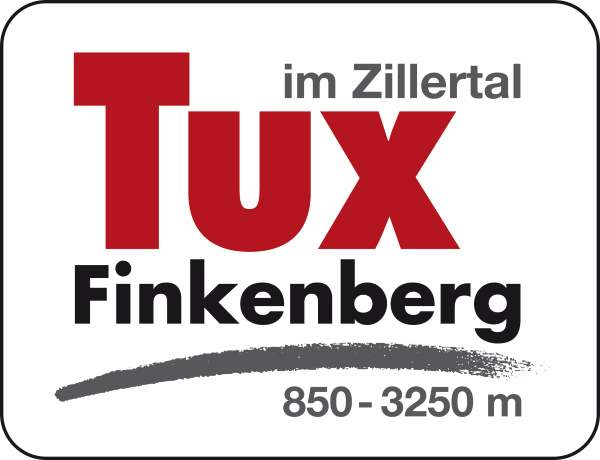 im Zillertal
Tux
Finkenberg
850 - 3250 m